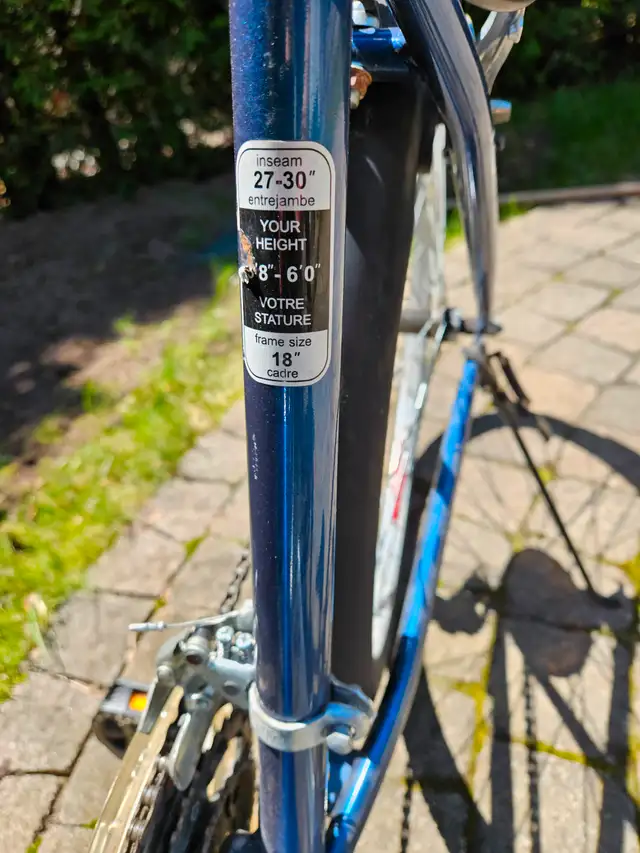 inseam
27-30"
entrejambe
YOUR
HEIGHT
'8"- 6'0"
VOTRE
STATURE
frame size
18"
cadre